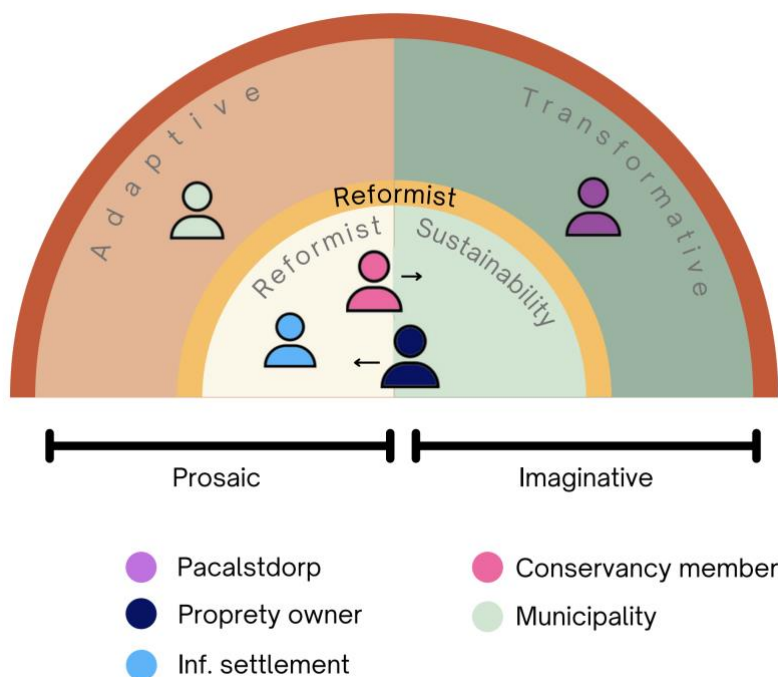 Adaptive
Transformative
Reformist
Reformist
Sustainability
Prosaic
Imaginative
Pacalstdorp
Conservancy member
Proprety owner
Municipality
Inf. settlement